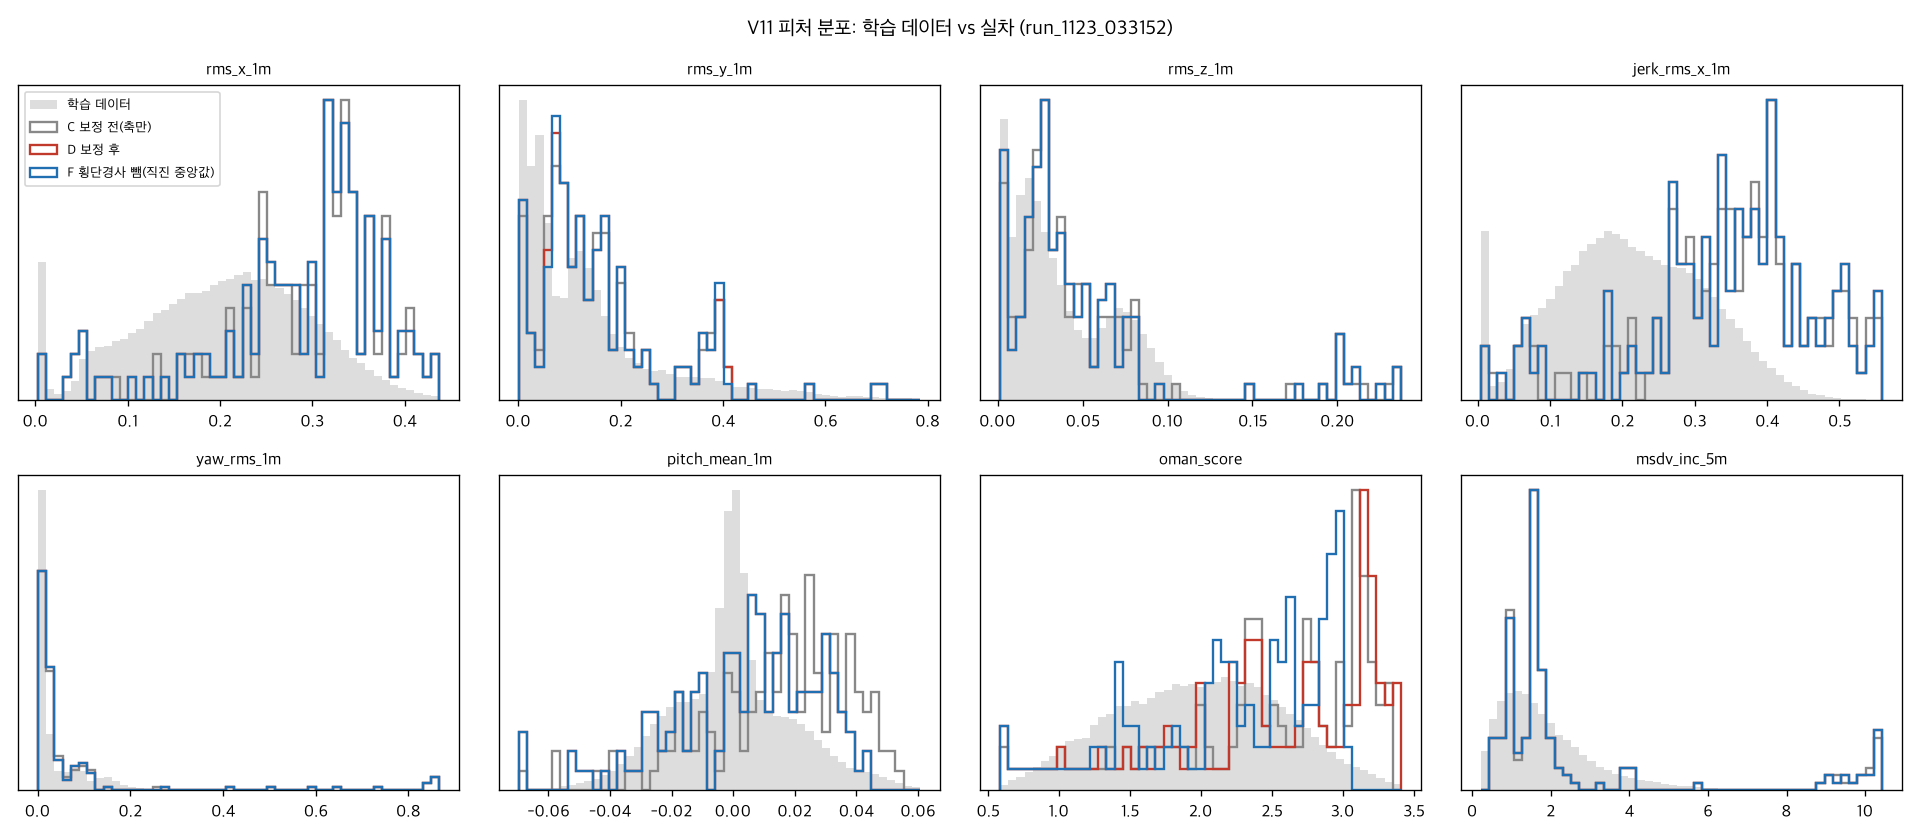 V11 피처 분포: 학습 데이터 vs 실차 (run_1123_033152)
rms_x_1m
학습 데이터
C 보정 전(축만)
D 보정 후
F 횡단경사 뺌(직진 중앙값)
0.0 0.1 0.2 0.3 0.4
rms_y_1m
0.0 0.2 0.4 0.6 0.8
rms_z_1m
0.00 0.05 0.10 0.15 0.20
jerk_rms_x_1m
0.0 0.1 0.2 0.3 0.4 0.5
yaw_rms_1m
0.0 0.2 0.4 0.6 0.8
pitch_mean_1m
-0.06 -0.04 -0.02 0.00 0.02 0.04 0.06
oman_score
0.5 1.0 1.5 2.0 2.5 3.0 3.5
msdv_inc_5m
0 2 4 6 8 10